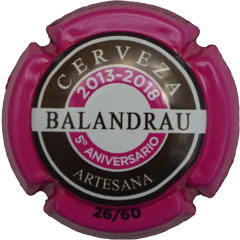 CERVEZA
2013-2018
BALANDRAU
5º ANIVERSARIO
ARTESANA
26/60